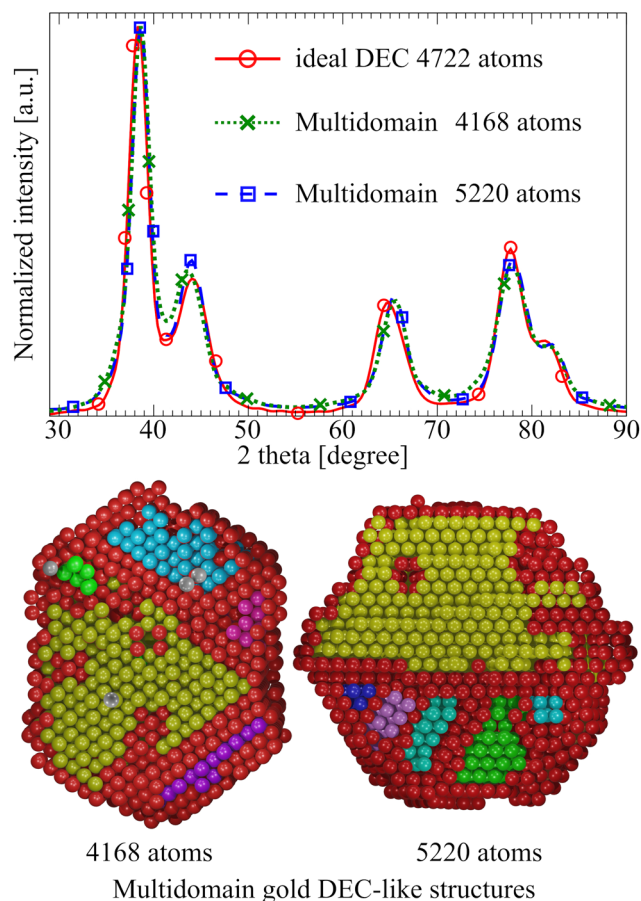 Normalized intensity [a.u.]
ideal DEC 4722 atoms
Multidomain 4168 atoms
Multidomain 5220 atoms
30 40 50 60 70 80 90
2 theta [degree]
4168 atoms 5220 atoms
Multidomain gold DEC-like structures